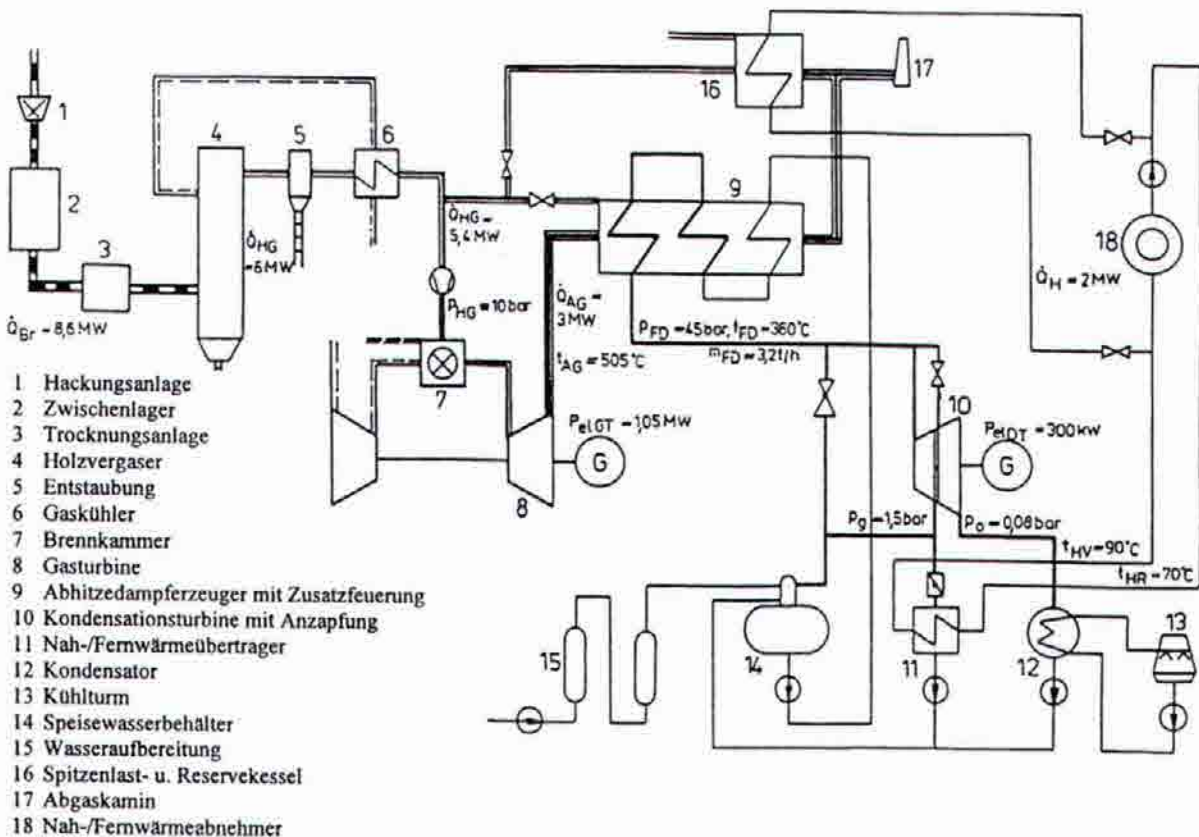 1
2
3
4
5
6
7
8
9
10
11
12
13
14
15
16
17
18
G
G
Q̇Br = 8,6 MW
Q̇HG = 6 MW
Q̇HG = 5,4 MW
pHG = 10 bar
Q̇AG = 3 MW
tAG = 505 °C
PelGT = 1,05 MW
pFD = 45 bar, tFD = 360 °C
mFD = 3,2 t/h
PelDT = 300 kW
pg = 1,5 bar
po = 0,08 bar
Q̇H = 2 MW
tHV = 90 °C
tHR = 70 °C
1 Hackungsanlage
2 Zwischenlager
3 Trocknungsanlage
4 Holzvergaser
5 Entstaubung
6 Gaskühler
7 Brennkammer
8 Gasturbine
9 Abhitzedampferzeuger mit Zusatzfeuerung
10 Kondensationsturbine mit Anzapfung
11 Nah-/Fernwärmeübertrager
12 Kondensator
13 Kühlturm
14 Speisewasserbehälter
15 Wasseraufbereitung
16 Spitzenlast- u. Reservekessel
17 Abgaskamin
18 Nah-/Fernwärmeabnehmer